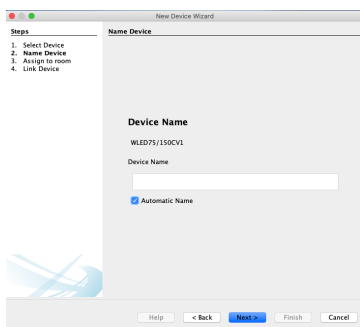 New Device Wizard
Steps
1. Select Device
2. Name Device
3. Assign to room
4. Link Device
Name Device
Device Name
WLED75/150CV1
Device Name
Automatic Name
Help
< Back
Next >
Finish
Cancel